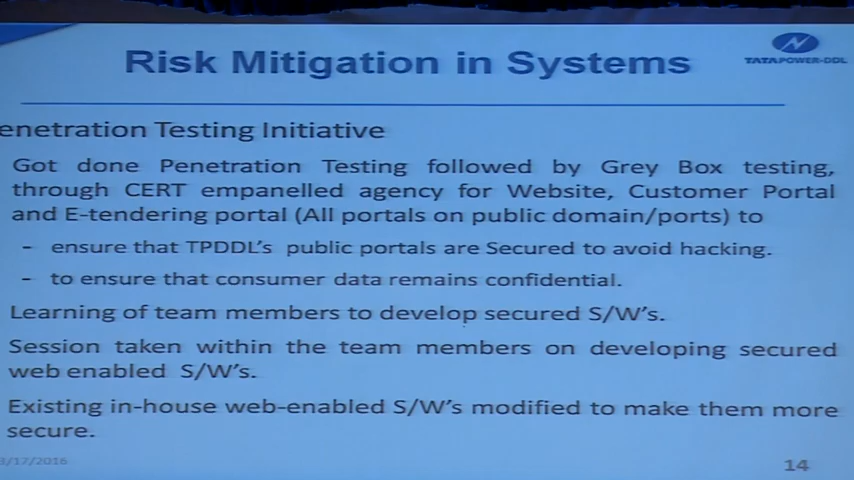 Risk Mitigation in Systems
TATAPOWER-DDL
enetration Testing Initiative
Got done Penetration Testing followed by Grey Box testing,
through CERT empanelled agency for Website, Customer Portal
and E-tendering portal (All portals on public domain/ports) to
- ensure that TPDDL's public portals are Secured to avoid hacking.
- to ensure that consumer data remains confidential.
Learning of team members to develop secured S/W's.
Session taken within the team members on developing secured
web enabled S/W's.
Existing in-house web-enabled S/W's modified to make them more
secure.
3/17/2016
14